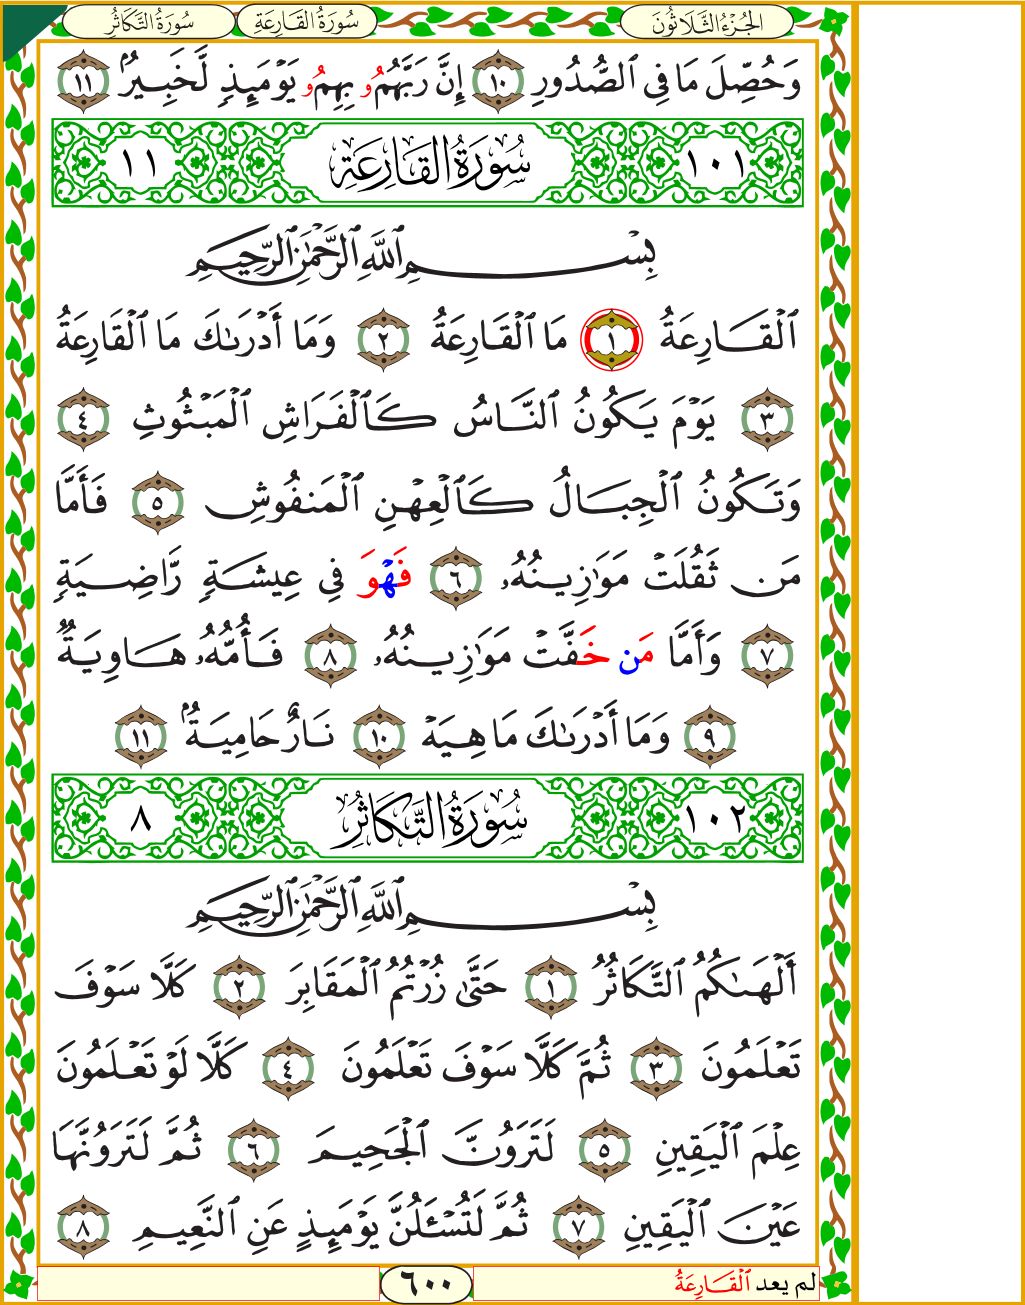 الجُزْءُ الثَّلَاثُونَ سُورَةُ القَارِعَةِ سُورَةُ التَّكَاثُرُ
وَحُصِّلَ مَا فِي ٱلصُّدُورِ ١٠ إِنَّ رَبَّهُمُو بِهِمُو يَوْمَئِذٍ لَّخَبِيرٌۢ ١١
١٠١ سُورَةُ القَارِعَةِ ١١
بِسْمِ ٱللَّهِ ٱلرَّحْمَٰنِ ٱلرَّحِيمِ
ٱلْقَارِعَةُ ١ مَا ٱلْقَارِعَةُ ٢ وَمَا أَدْرَىٰكَ مَا ٱلْقَارِعَةُ
٣ يَوْمَ يَكُونُ ٱلنَّاسُ كَٱلْفَرَاشِ ٱلْمَبْثُوثِ ٤
وَتَكُونُ ٱلْجِبَالُ كَٱلْعِهْنِ ٱلْمَنفُوشِ ٥ فَأَمَّا
مَن ثَقُلَتْ مَوَٰزِينُهُۥ ٦ فَهْوَ فِي عِيشَةٍ رَّاضِيَةٍ
٧ وَأَمَّا مَن خَفَّتْ مَوَٰزِينُهُۥ ٨ فَأُمُّهُۥ هَاوِيَةٌ
٩ وَمَا أَدْرَىٰكَ مَا هِيَهْ ١٠ نَارٌ حَامِيَةٌۢ ١١
١٠٢ سُورَةُ التَّكَاثُرُ ٨
بِسْمِ ٱللَّهِ ٱلرَّحْمَٰنِ ٱلرَّحِيمِ
أَلْهَىٰكُمُ ٱلتَّكَاثُرُ ١ حَتَّىٰ زُرْتُمُ ٱلْمَقَابِرَ ٢ كَلَّا سَوْفَ
تَعْلَمُونَ ٣ ثُمَّ كَلَّا سَوْفَ تَعْلَمُونَ ٤ كَلَّا لَوْ تَعْلَمُونَ
عِلْمَ ٱلْيَقِينِ ٥ لَتَرَوُنَّ ٱلْجَحِيمَ ٦ ثُمَّ لَتَرَوُنَّهَا
عَيْنَ ٱلْيَقِينِ ٧ ثُمَّ لَتُسْـَٔلُنَّ يَوْمَئِذٍ عَنِ ٱلنَّعِيمِ ٨
لم يعد ٱلْقَارِعَةُ ٦٠٠